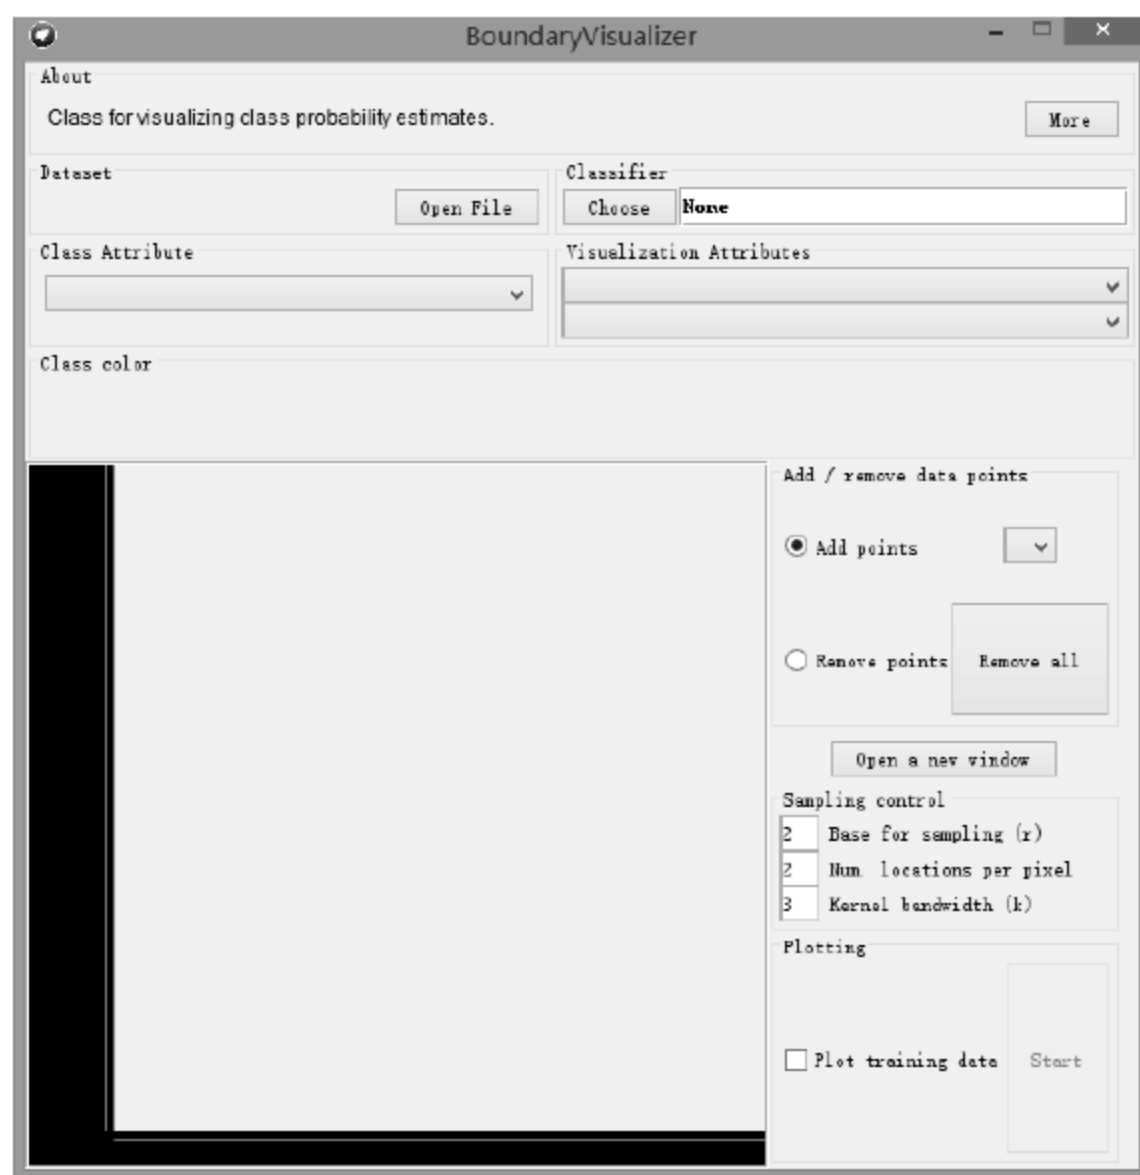 BoundaryVisualizer
About
Class for visualizing class probability estimates.
More
Dataset
Open File
Classifier
Choose
None
Class Attribute
Visualization Attributes
Class color
Add / remove data points
Add points
Remove points
Remove all
Open a new window
Sampling control
2 Base for sampling (r)
2 Num. locations per pixel
3 Kernel bandwidth (k)
Plotting
Plot training data
Start